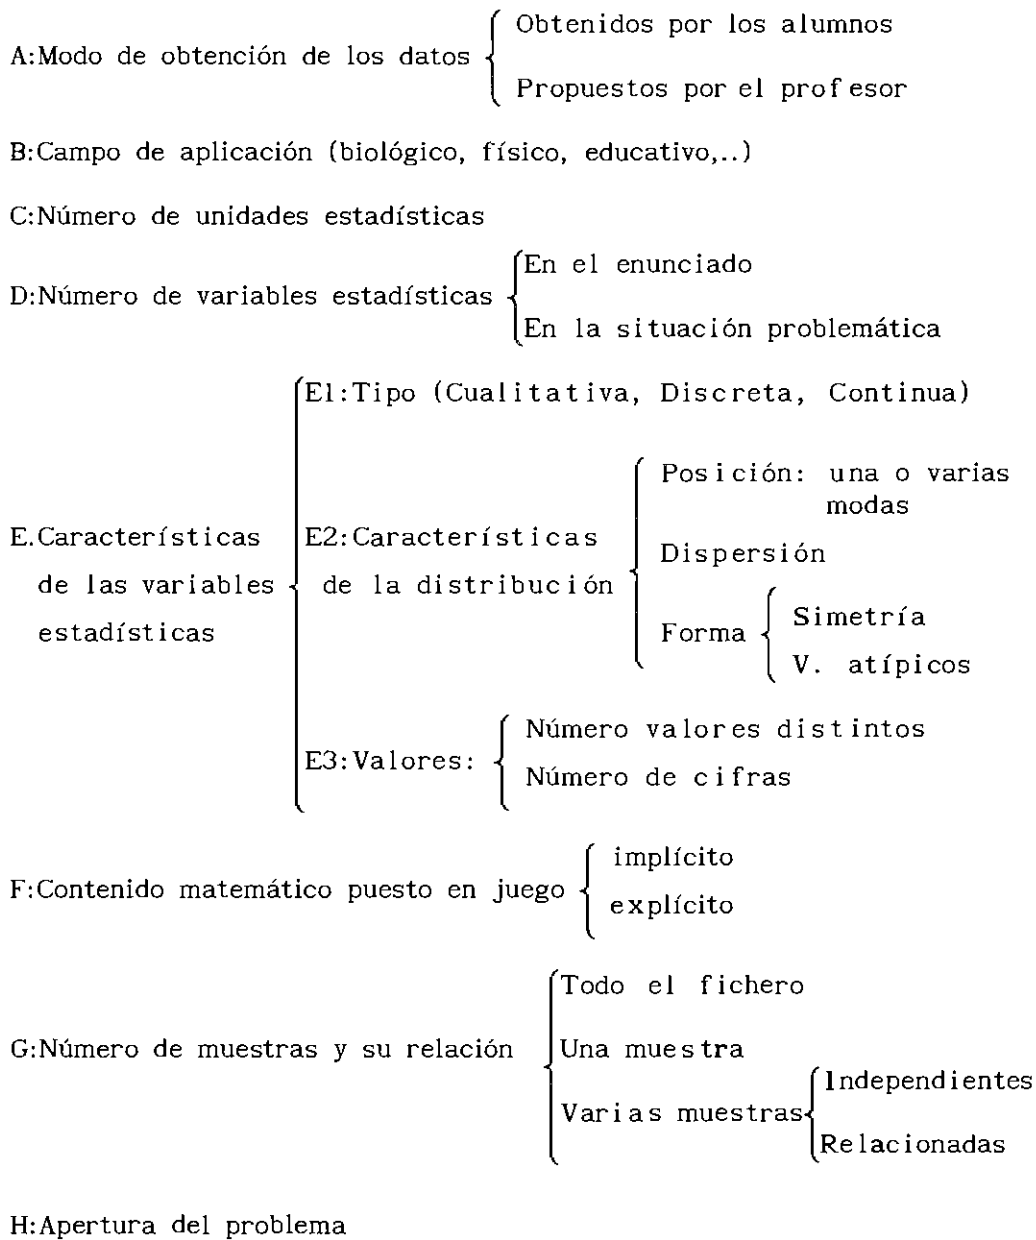 Obtenidos por los alumnos
A:Modo de obtención de los datos
Propuestos por el profesor
B:Campo de aplicación (biológico, físico, educativo,..)
C:Número de unidades estadísticas
En el enunciado
D:Número de variables estadísticas
En la situación problemática
E1:Tipo (Cualitativa, Discreta, Continua)
Posición: una o varias
modas
E.Características
de las variables
estadísticas
E2:Características
de la distribución
Dispersión
Forma
Simetría
V. atípicos
E3:Valores:
Número valores distintos
Número de cifras
F:Contenido matemático puesto en juego
implícito
explícito
G:Número de muestras y su relación
Todo el fichero
Una muestra
Varias muestras
Independientes
Relacionadas
H:Apertura del problema